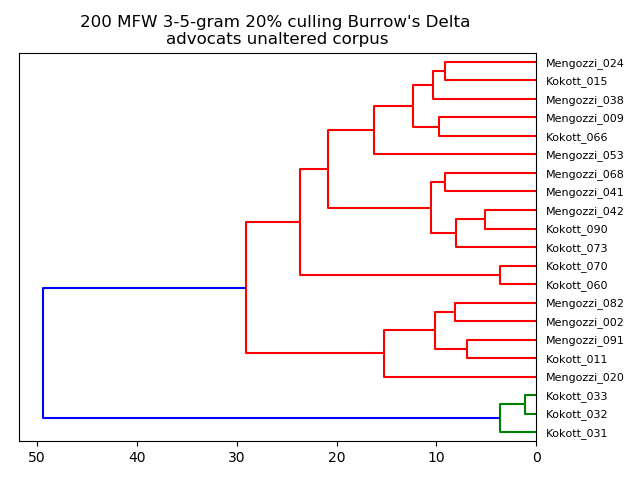 200 MFW 3-5-gram 20% culling Burrow's Delta
advocats unaltered corpus
Mengozzi_024
Kokott_015
Mengozzi_038
Mengozzi_009
Kokott_066
Mengozzi_053
Mengozzi_068
Mengozzi_041
Mengozzi_042
Kokott_090
Kokott_073
Kokott_070
Kokott_060
Mengozzi_082
Mengozzi_002
Mengozzi_091
Kokott_011
Mengozzi_020
Kokott_033
Kokott_032
Kokott_031
50 40 30 20 10 0